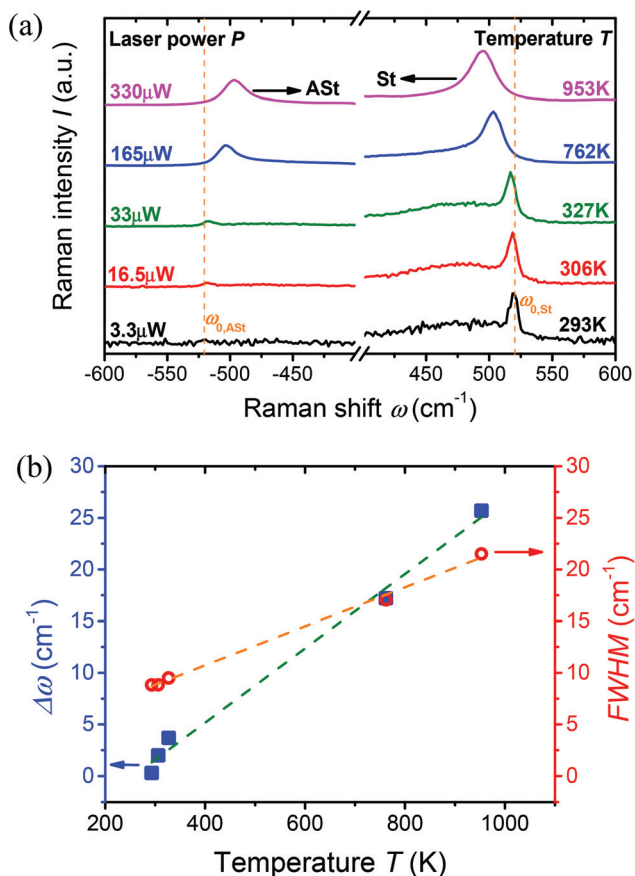 (a)
Laser power P
Temperature T
330μW
ASt
St
953K
165μW
762K
33μW
327K
16.5μW
306K
3.3μW
ω0,ASt
ω0,St
293K
-600 -550 -500 -450 450 500 550 600
Raman shift ω (cm⁻¹)
Raman intensity I (a.u.)
(b)
30 30
25 25
20 20
15 15
10 10
5 5
0 0
200 400 600 800 1000
Temperature T (K)
Δω (cm⁻¹)
FWHM (cm⁻¹)